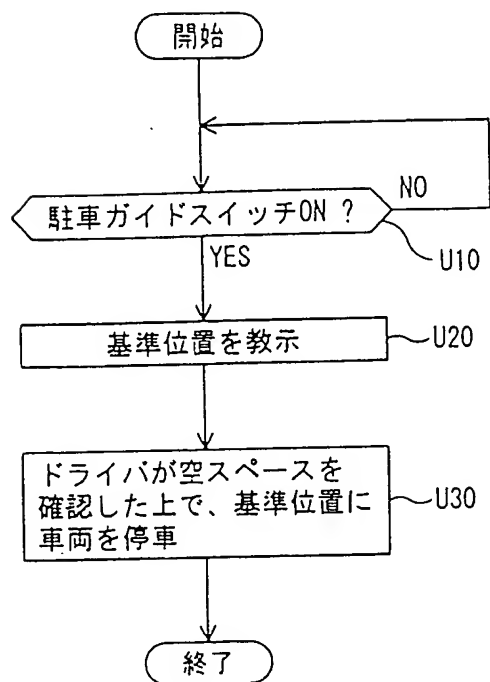 開始
駐車ガイドスイッチON ?
NO
YES
U10
基準位置を教示
U20
ドライバが空スペースを
確認した上で、基準位置に
車両を停車
U30
終了